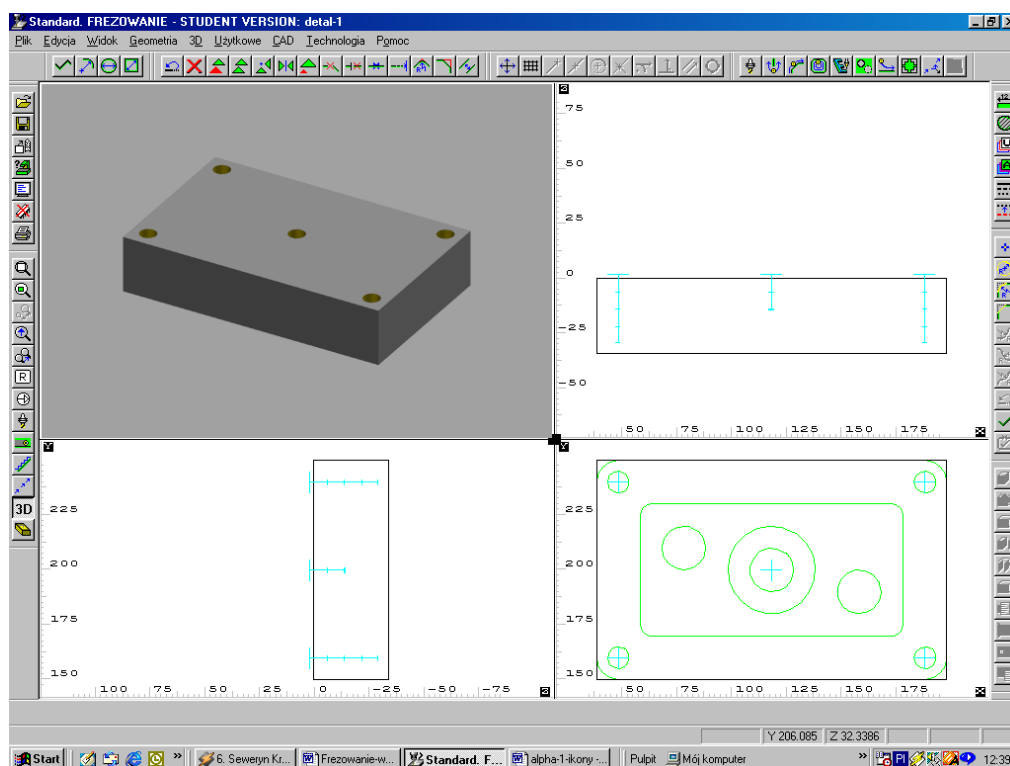 Standard. FREZOWANIE - STUDENT VERSION: detal-1
Plik Edycja Widok Geometria 3D Użytkowe CAD Technologia Pomoc
75
50
25
0
-25
-50
50 75 100 125 150 175
225
200
175
150
100 75 50 25 0 -25 -50 -75
225
200
175
150
50 75 100 125 150 175
R
3D
Y 206.085 Z 32.3386
Start » 6. Seweryn Kr... Frezowanie-w... Standard. F... alpha-1-ikony -... Pulpit Mój komputer » Pl 12:39